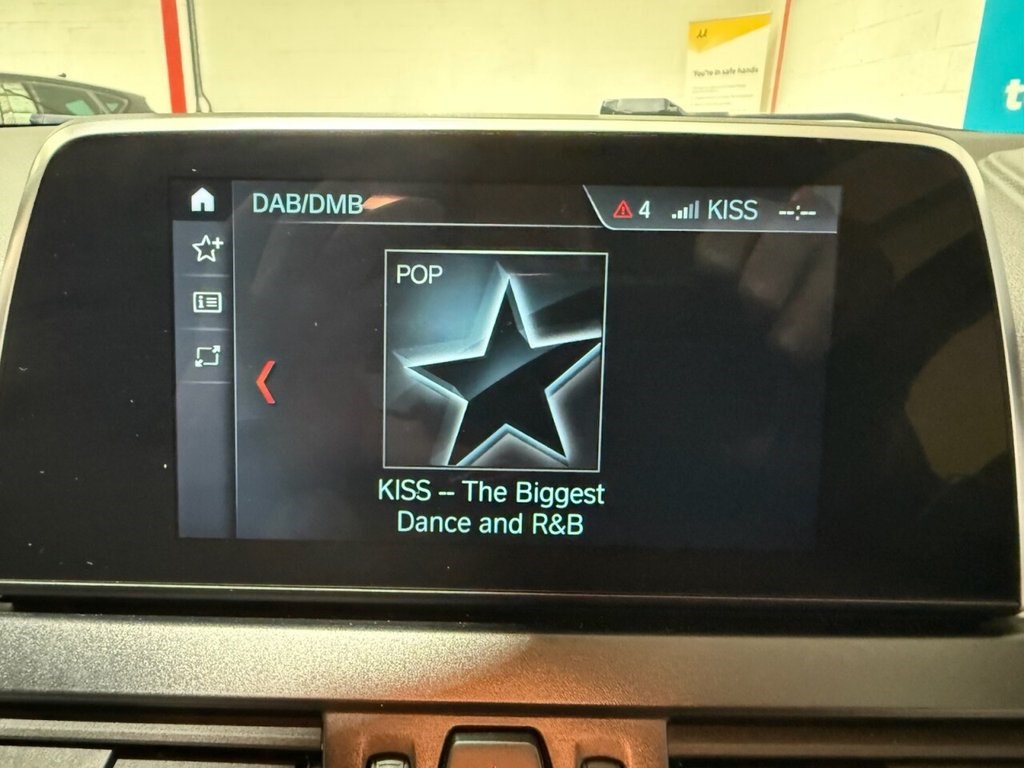 You're in safe hands
t
DAB/DMB
4 KISS --:--
POP
KISS -- The Biggest
Dance and R&B